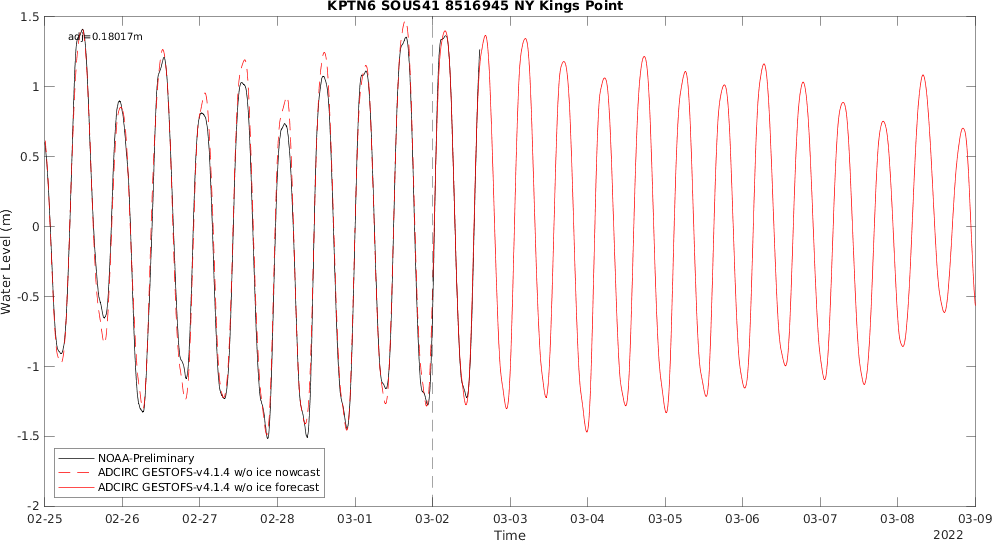 KPTN6 SOUS41 8516945 NY Kings Point
adj=0.18017m
1.5
1
0.5
0
-0.5
-1
-1.5
-2
Water Level (m)
NOAA-Preliminary
ADCIRC GESTOFS-v4.1.4 w/o ice nowcast
ADCIRC GESTOFS-v4.1.4 w/o ice forecast
02-25 02-26 02-27 02-28 03-01 03-02 03-03 03-04 03-05 03-06 03-07 03-08 03-09
Time
2022